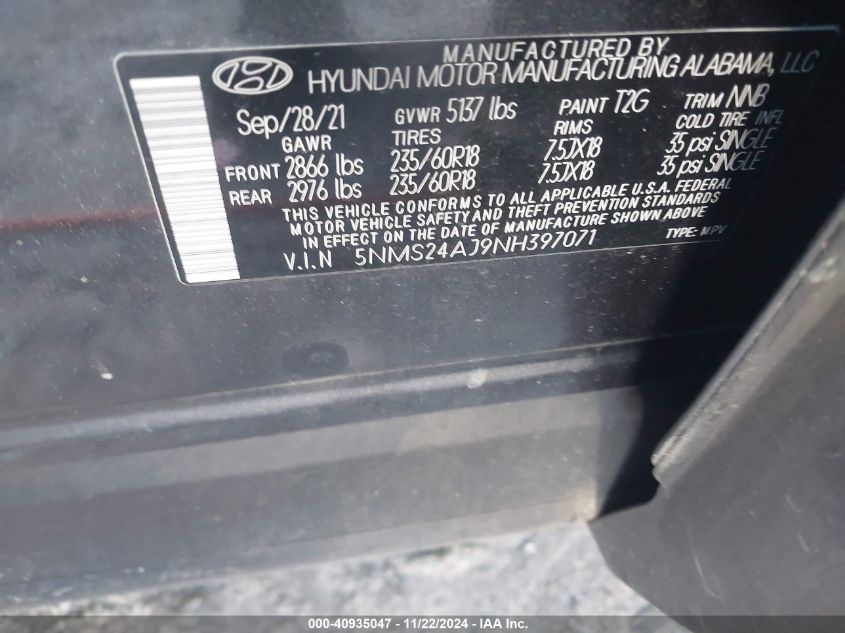 MANUFACTURED BY
HYUNDAI MOTOR MANUFACTURING ALABAMA, LLC
Sep/28/21 GVWR 5137 lbs PAINT T2G TRIM NNB
GAWR TIRES RIMS COLD TIRE INFL
FRONT 2866 lbs 235/60R18 7.5JX18 35 psi SINGLE
REAR 2976 lbs 235/60R18 7.5JX18 35 psi SINGLE
THIS VEHICLE CONFORMS TO ALL APPLICABLE U.S.A. FEDERAL
MOTOR VEHICLE SAFETY AND THEFT PREVENTION STANDARDS
IN EFFECT ON THE DATE OF MANUFACTURE SHOWN ABOVE
V.I.N 5NMS24AJ9NH397071 TYPE: MPV
000-40935047 - 11/22/2024 - IAA Inc.